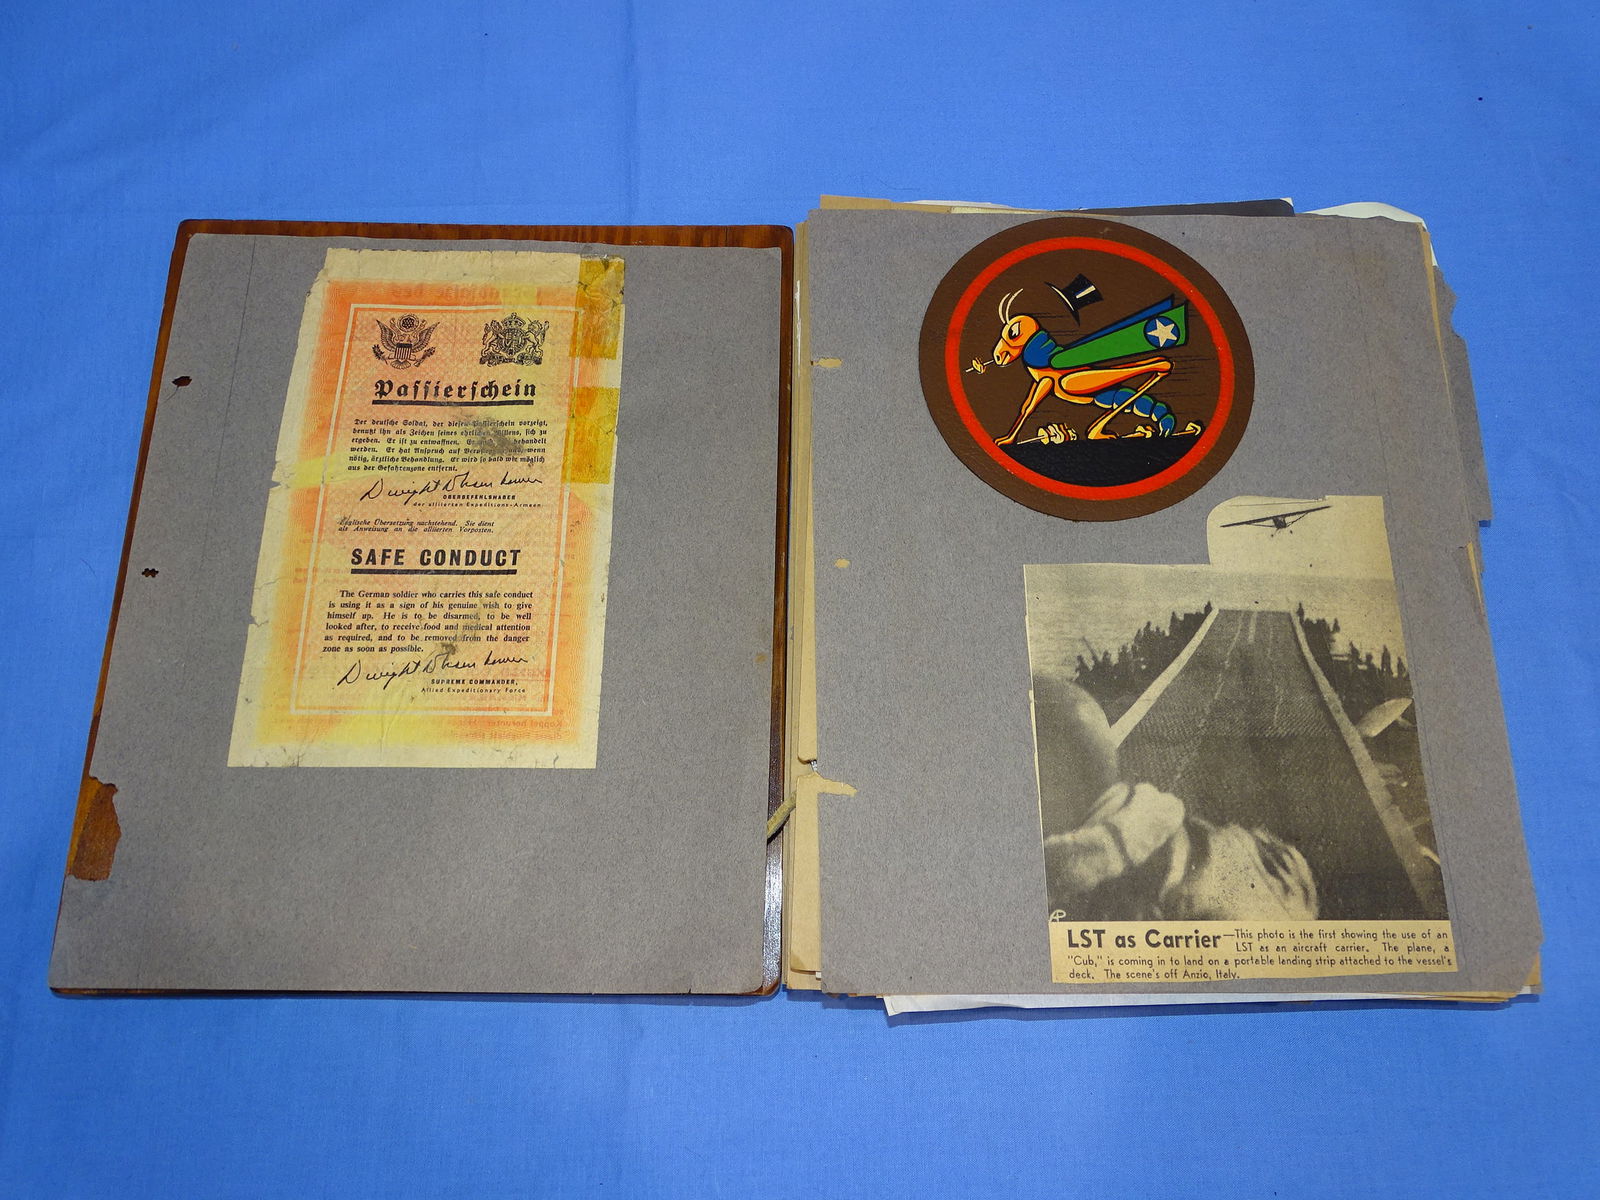 Passierschein
Der deutsche Soldat, der diesen Passierschein vorzeigt,
benutzt ihn als Zeichen seines ehrlichen Willens, sich zu
ergeben. Er ist zu entwaffnen. Er behandelt
werden. Er hat Anspruch auf wenn
nötig, ärztliche Behandlung. Er wird so bald wie möglich
aus der Gefahrenzone entfernt.
Dwight D Eisenhower
OBERBEFEHLSHABER
der alliierten Expeditions-Armeen
Englische Übersetzung nachstehend. Sie dient
als Anweisung an die alliierten Vorposten.
SAFE CONDUCT
The German soldier who carries this safe conduct
is using it as a sign of his genuine wish to give
himself up. He is to be disarmed, to be well
looked after, to receive food and medical attention
as required, and to be removed from the danger
zone as soon as possible.
Dwight D Eisenhower
SUPREME COMMANDER,
Allied Expeditionary Force
AP
LST as Carrier—This photo is the first showing the use of an
LST as an aircraft carrier. The plane, a
"Cub," is coming in to land on a portable landing strip attached to the vessel's
deck. The scene's off Anzio, Italy.